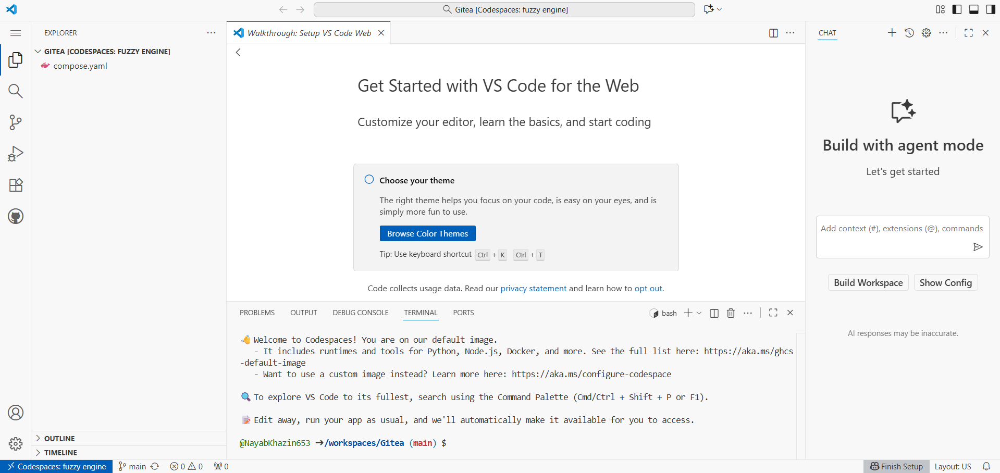 Gitea [Codespaces: fuzzy engine]
EXPLORER
GITEA [CODESPACES: FUZZY ENGINE]
compose.yaml
OUTLINE
TIMELINE
Walkthrough: Setup VS Code Web
Get Started with VS Code for the Web
Customize your editor, learn the basics, and start coding
Choose your theme
The right theme helps you focus on your code, is easy on your eyes, and is
simply more fun to use.
Browse Color Themes
Tip: Use keyboard shortcut Ctrl + K Ctrl + T
Code collects usage data. Read our privacy statement and learn how to opt out.
PROBLEMS OUTPUT DEBUG CONSOLE TERMINAL PORTS
bash
👋 Welcome to Codespaces! You are on our default image.
- It includes runtimes and tools for Python, Node.js, Docker, and more. See the full list here: https://aka.ms/ghcs
-default-image
- Want to use a custom image instead? Learn more here: https://aka.ms/configure-codespace
🔍 To explore VS Code to its fullest, search using the Command Palette (Cmd/Ctrl + Shift + P or F1).
📝 Edit away, run your app as usual, and we'll automatically make it available for you to access.
@NayabKhazin653 ➜/workspaces/Gitea (main) $
CHAT
Build with agent mode
Let's get started
Add context (#), extensions (@), commands
Build Workspace
Show Config
AI responses may be inaccurate.
Codespaces: fuzzy engine
main
0 0
0
Finish Setup
Layout: US